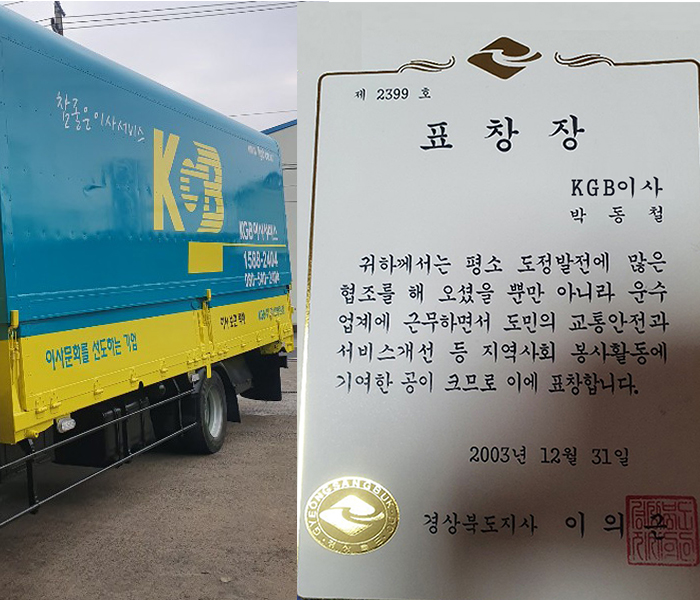 참좋은이사서비스
KGB
KGB이사서비스
1588-2404
이사문화를 선도하는 기업
제 2399 호
표 창 장
KGB이사
박 동 철
귀하께서는 평소 도정발전에 많은
협조를 해 오셨을 뿐만 아니라 운수
업계에 근무하면서 도민의 교통안전과
서비스개선 등 지역사회 봉사활동에
기여한 공이 크므로 이에 표창합니다.
2003년 12월 31일
GYEONGSANGBUK
경상북도지사 이 의 근